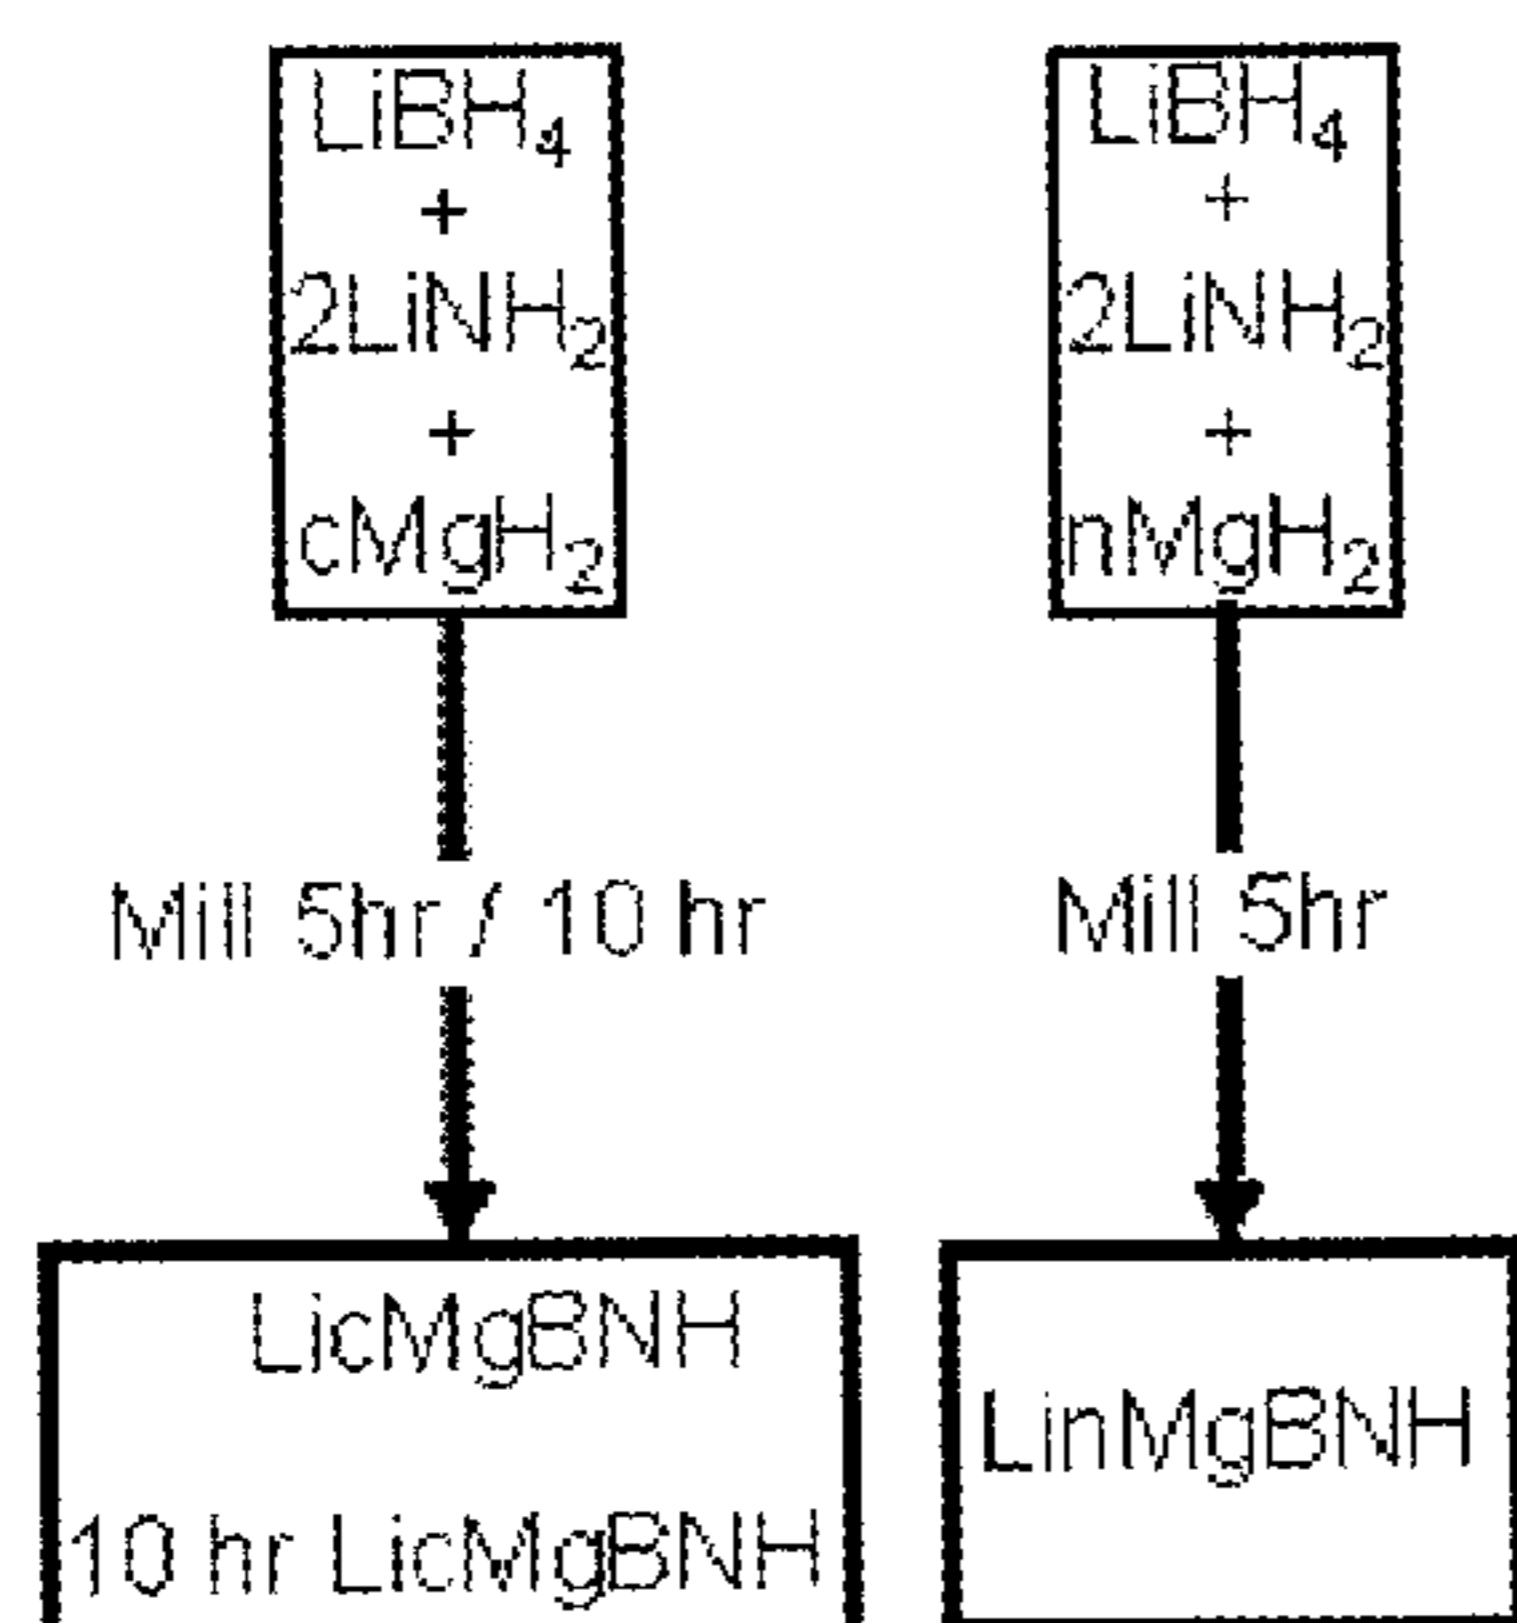 LiBH₄
+
2LiNH₂
+
cMgH₂
Mill 5hr / 10 hr
LicMgBNH
10 hr LicMgBNH
LiBH₄
+
2LiNH₂
+
nMgH₂
Mill 5hr
LinMgBNH